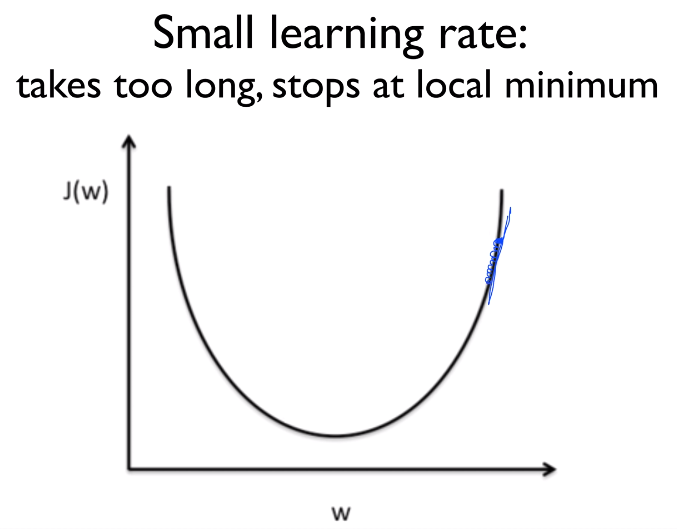 Small learning rate:
takes too long, stops at local minimum
J(w)
w